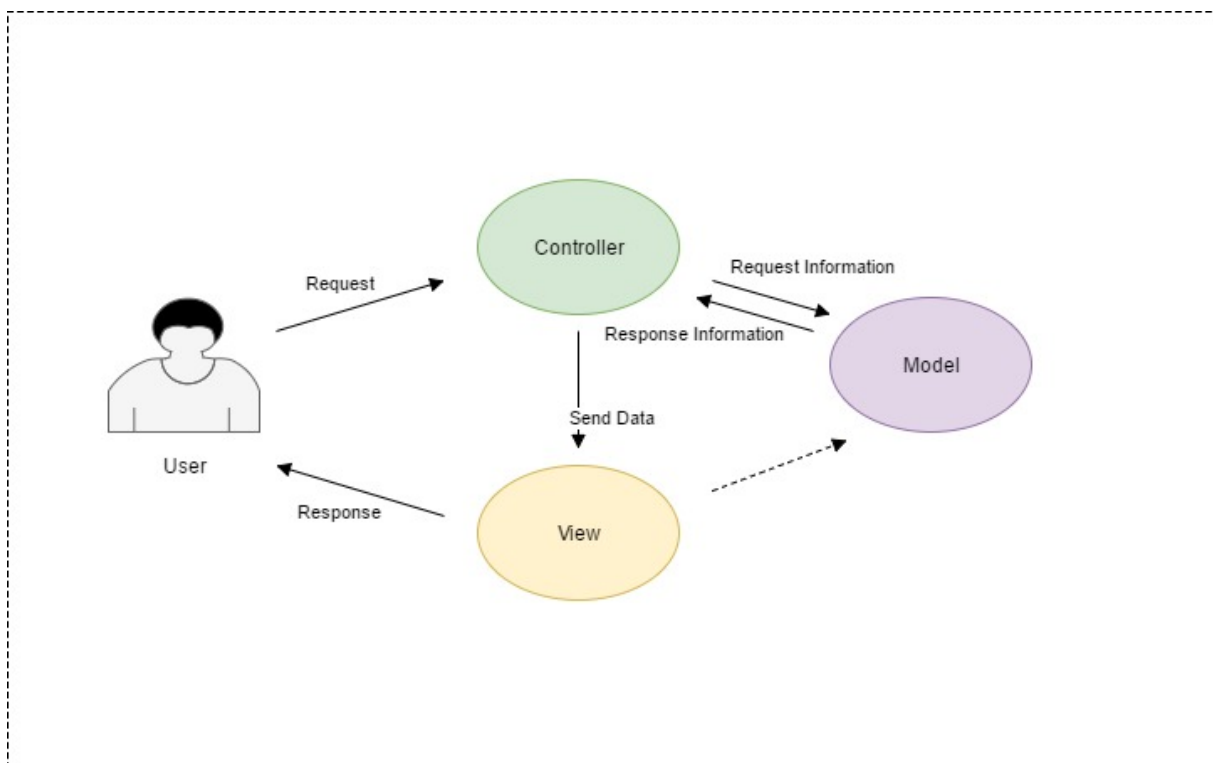 Controller
Request Information
Request
Response Information
Model
Send Data
User
Response
View